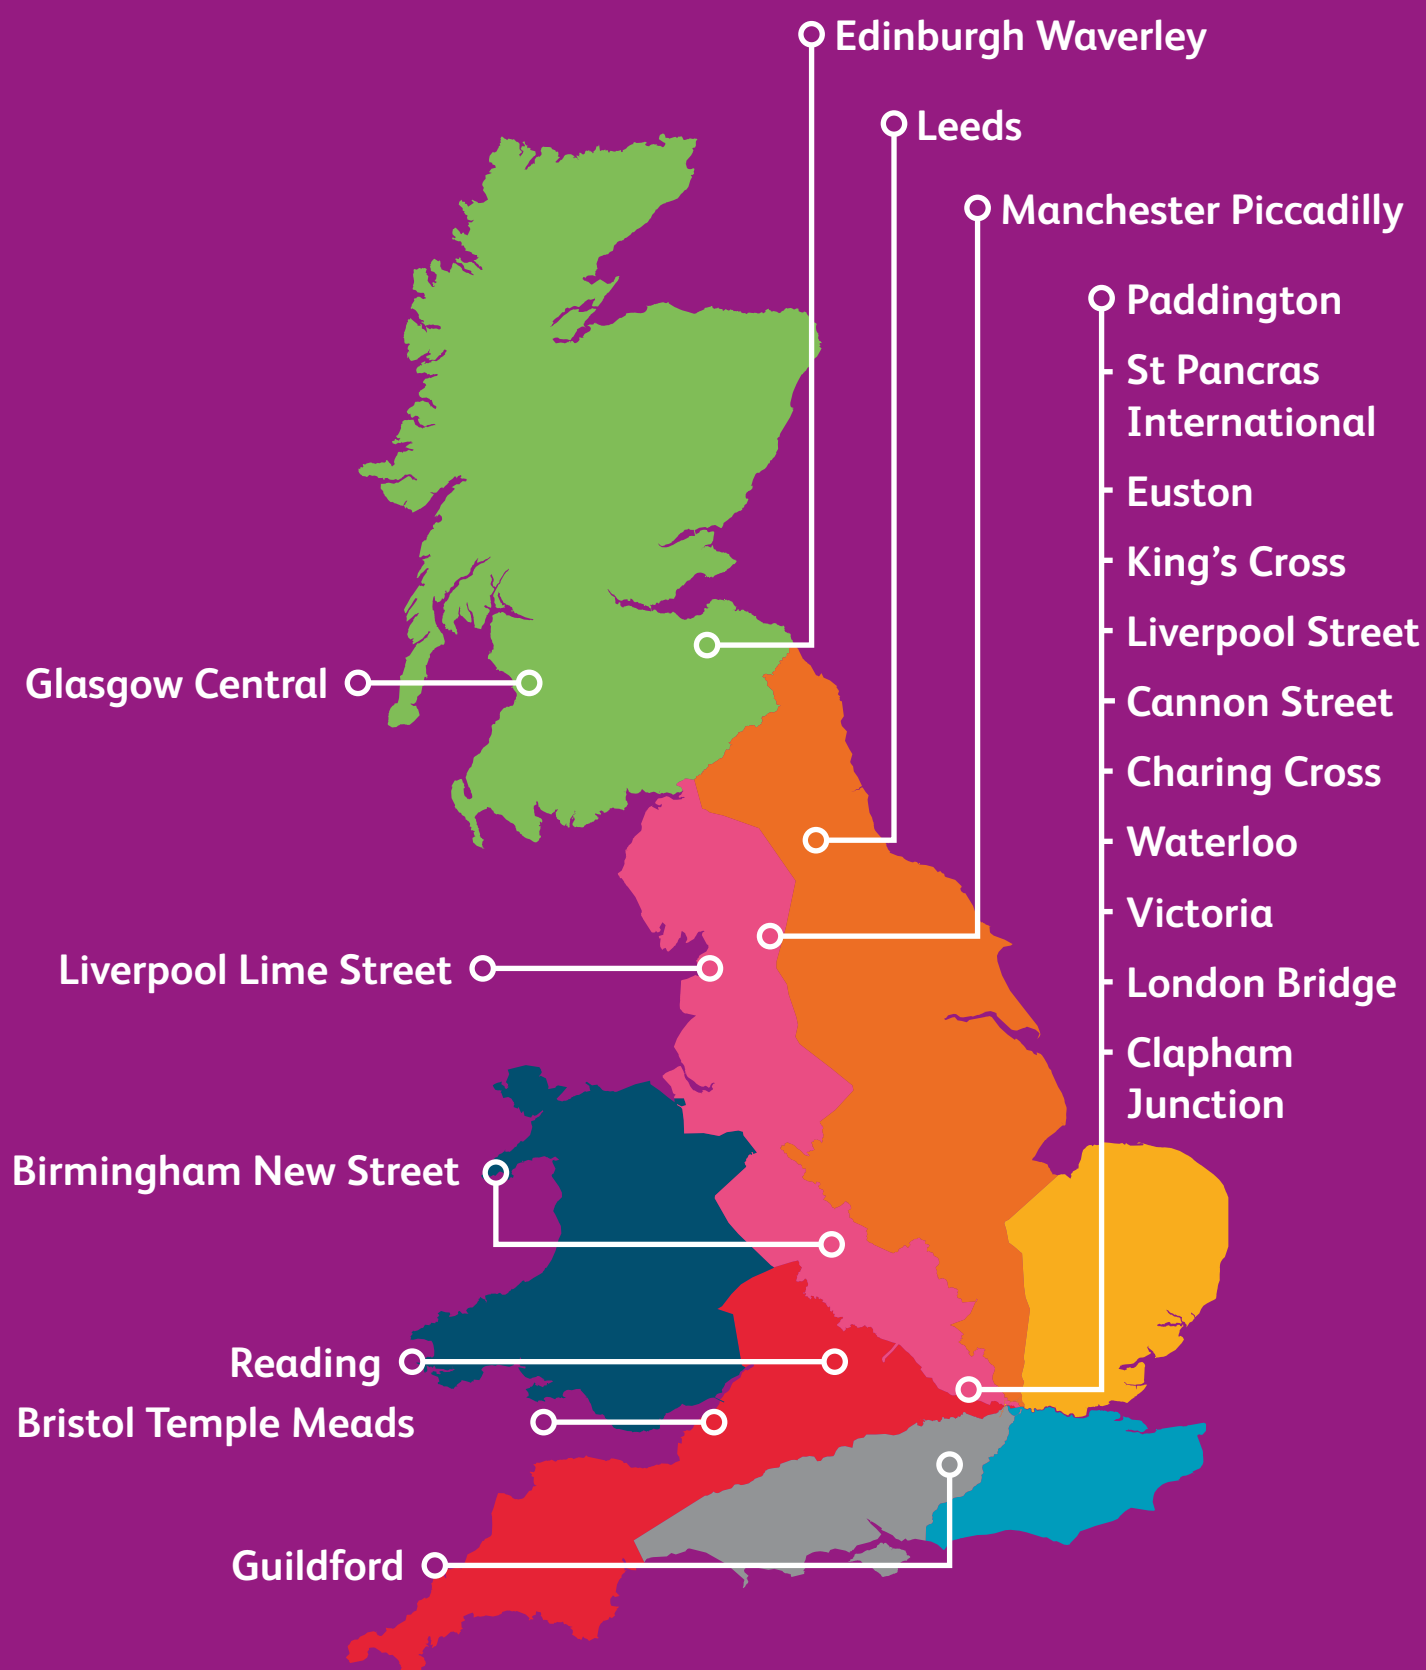 Edinburgh Waverley
Leeds
Manchester Piccadilly
Paddington
St Pancras
International
Euston
King’s Cross
Liverpool Street
Cannon Street
Charing Cross
Waterloo
Victoria
London Bridge
Clapham
Junction
Glasgow Central
Liverpool Lime Street
Birmingham New Street
Reading
Bristol Temple Meads
Guildford